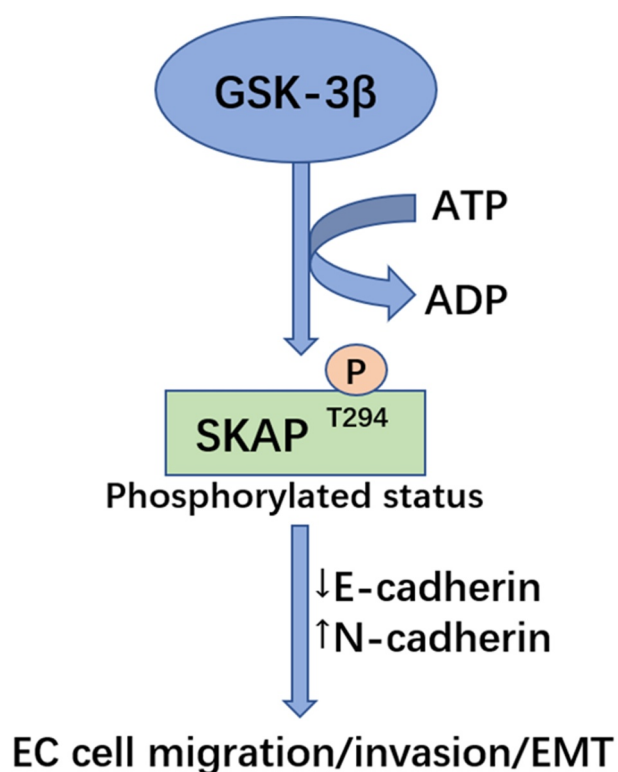 GSK-3β
ATP
ADP
P
T294
SKAP
Phosphorylated status
↓E-cadherin
↑N-cadherin
EC cell migration/invasion/EMT